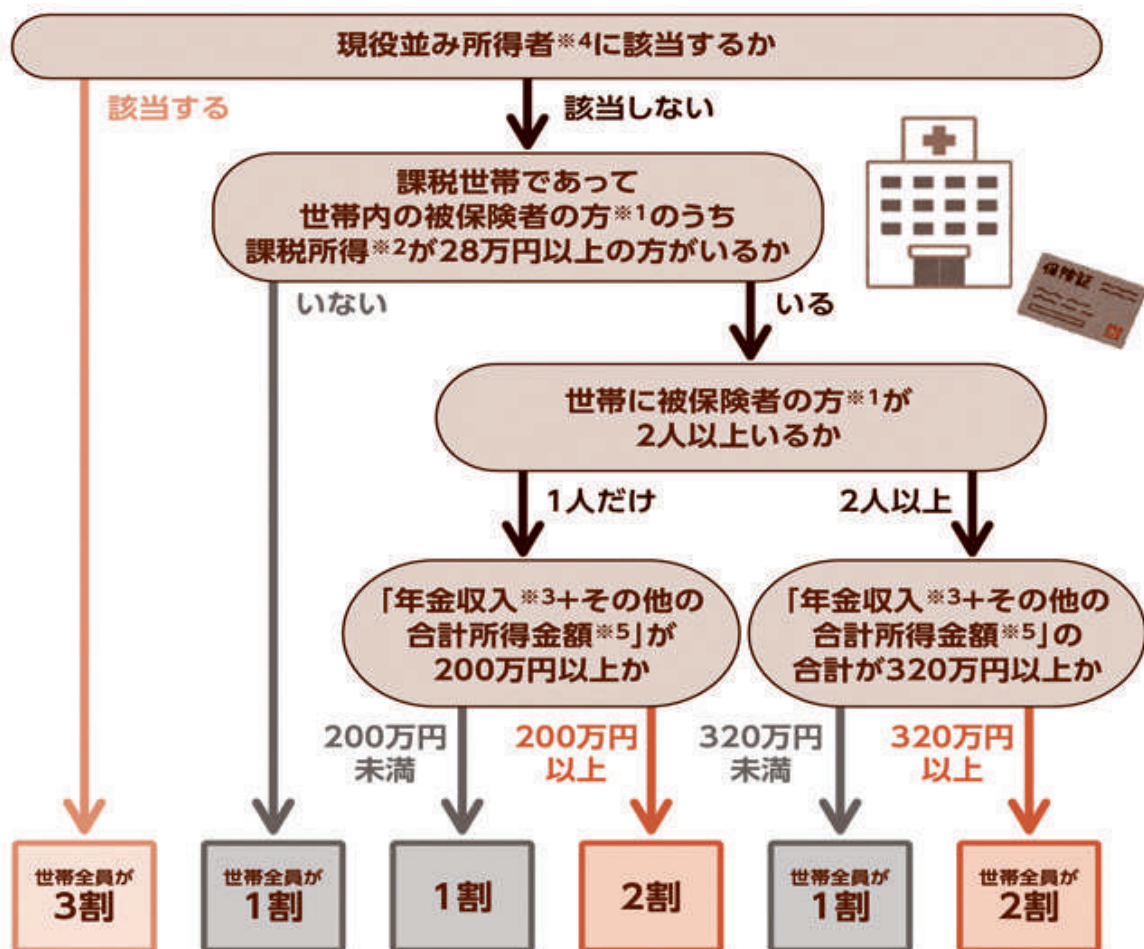 現役並み所得者※4に該当するか
該当する
該当しない
課税世帯であって
世帯内の被保険者の方※1のうち
課税所得※2が28万円以上の方がいるか
保険証
いない
いる
世帯に被保険者の方※1が
2人以上いるか
1人だけ
2人以上
「年金収入※3+その他の
合計所得金額※5」が
200万円以上か
「年金収入※3+その他の
合計所得金額※5」の
合計が320万円以上か
200万円
未満
200万円
以上
320万円
未満
320万円
以上
世帯全員が
3割
世帯全員が
1割
1割
2割
世帯全員が
1割
世帯全員が
2割